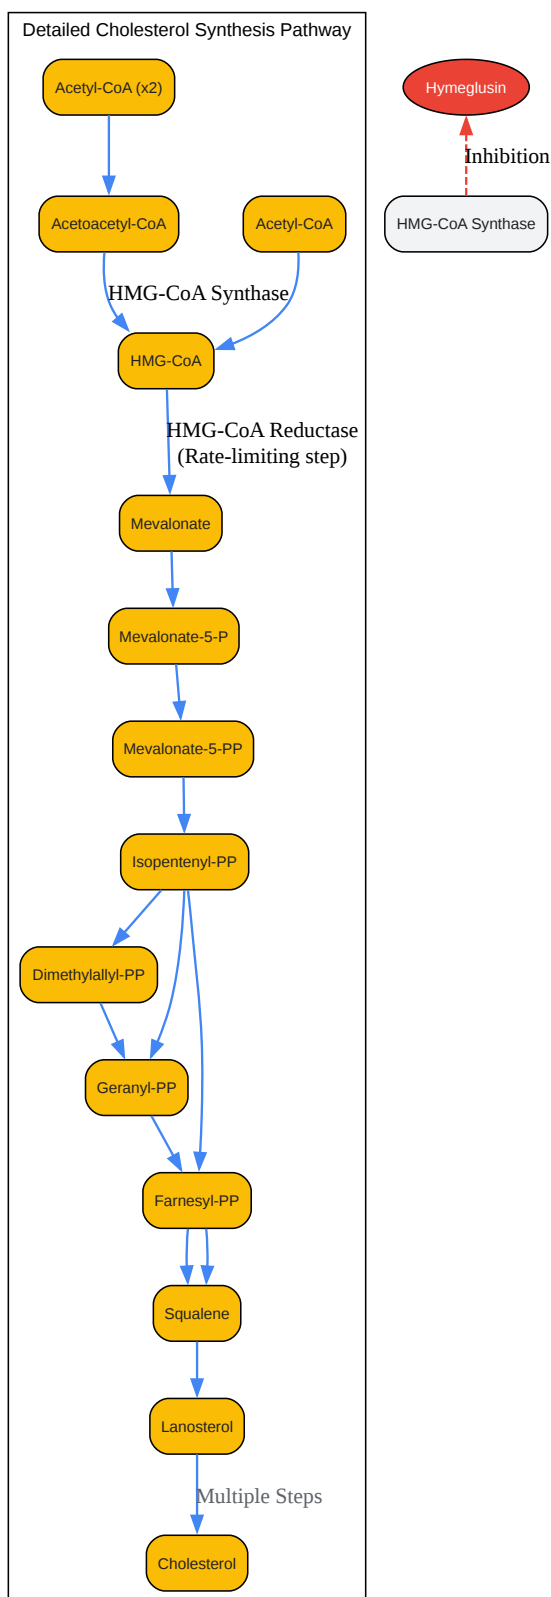 Detailed Cholesterol Synthesis Pathway
Acetyl-CoA (x2)
Hymeglusin
Inhibition
Acetoacetyl-CoA
Acetyl-CoA
HMG-CoA Synthase
HMG-CoA Synthase
HMG-CoA
HMG-CoA Reductase
(Rate-limiting step)
Mevalonate
Mevalonate-5-P
Mevalonate-5-PP
Isopentenyl-PP
Dimethylallyl-PP
Geranyl-PP
Farnesyl-PP
Squalene
Lanosterol
Multiple Steps
Cholesterol